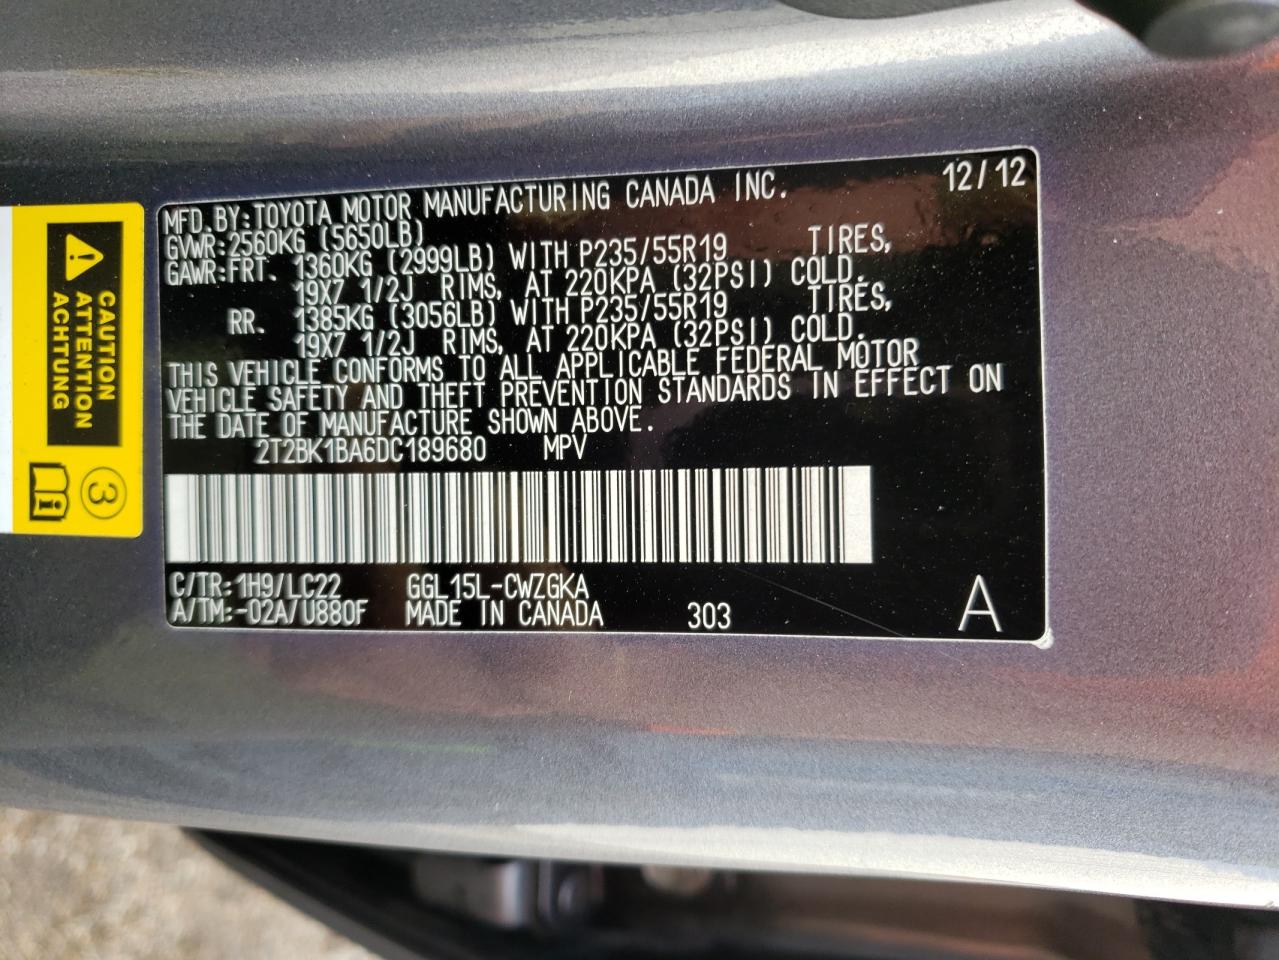 MFD.BY:TOYOTA MOTOR MANUFACTURING CANADA INC. 12/12
GVWR:2560KG (5650LB)
GAWR:FRT. 1360KG (2999LB) WITH P235/55R19 TIRES,
19X7 1/2J RIMS, AT 220KPA (32PSI) COLD.
RR. 1385KG (3056LB) WITH P235/55R19 TIRES,
19X7 1/2J RIMS, AT 220KPA (32PSI) COLD.
THIS VEHICLE CONFORMS TO ALL APPLICABLE FEDERAL MOTOR
VEHICLE SAFETY AND THEFT PREVENTION STANDARDS IN EFFECT ON
THE DATE OF MANUFACTURE SHOWN ABOVE.
2T2BK1BA6DC189680 MPV
C/TR:1H9/LC22 GGL15L-CWZGKA
A/TM:-02A/U880F MADE IN CANADA 303 A
CAUTION
ATTENTION
ACHTUNG
3